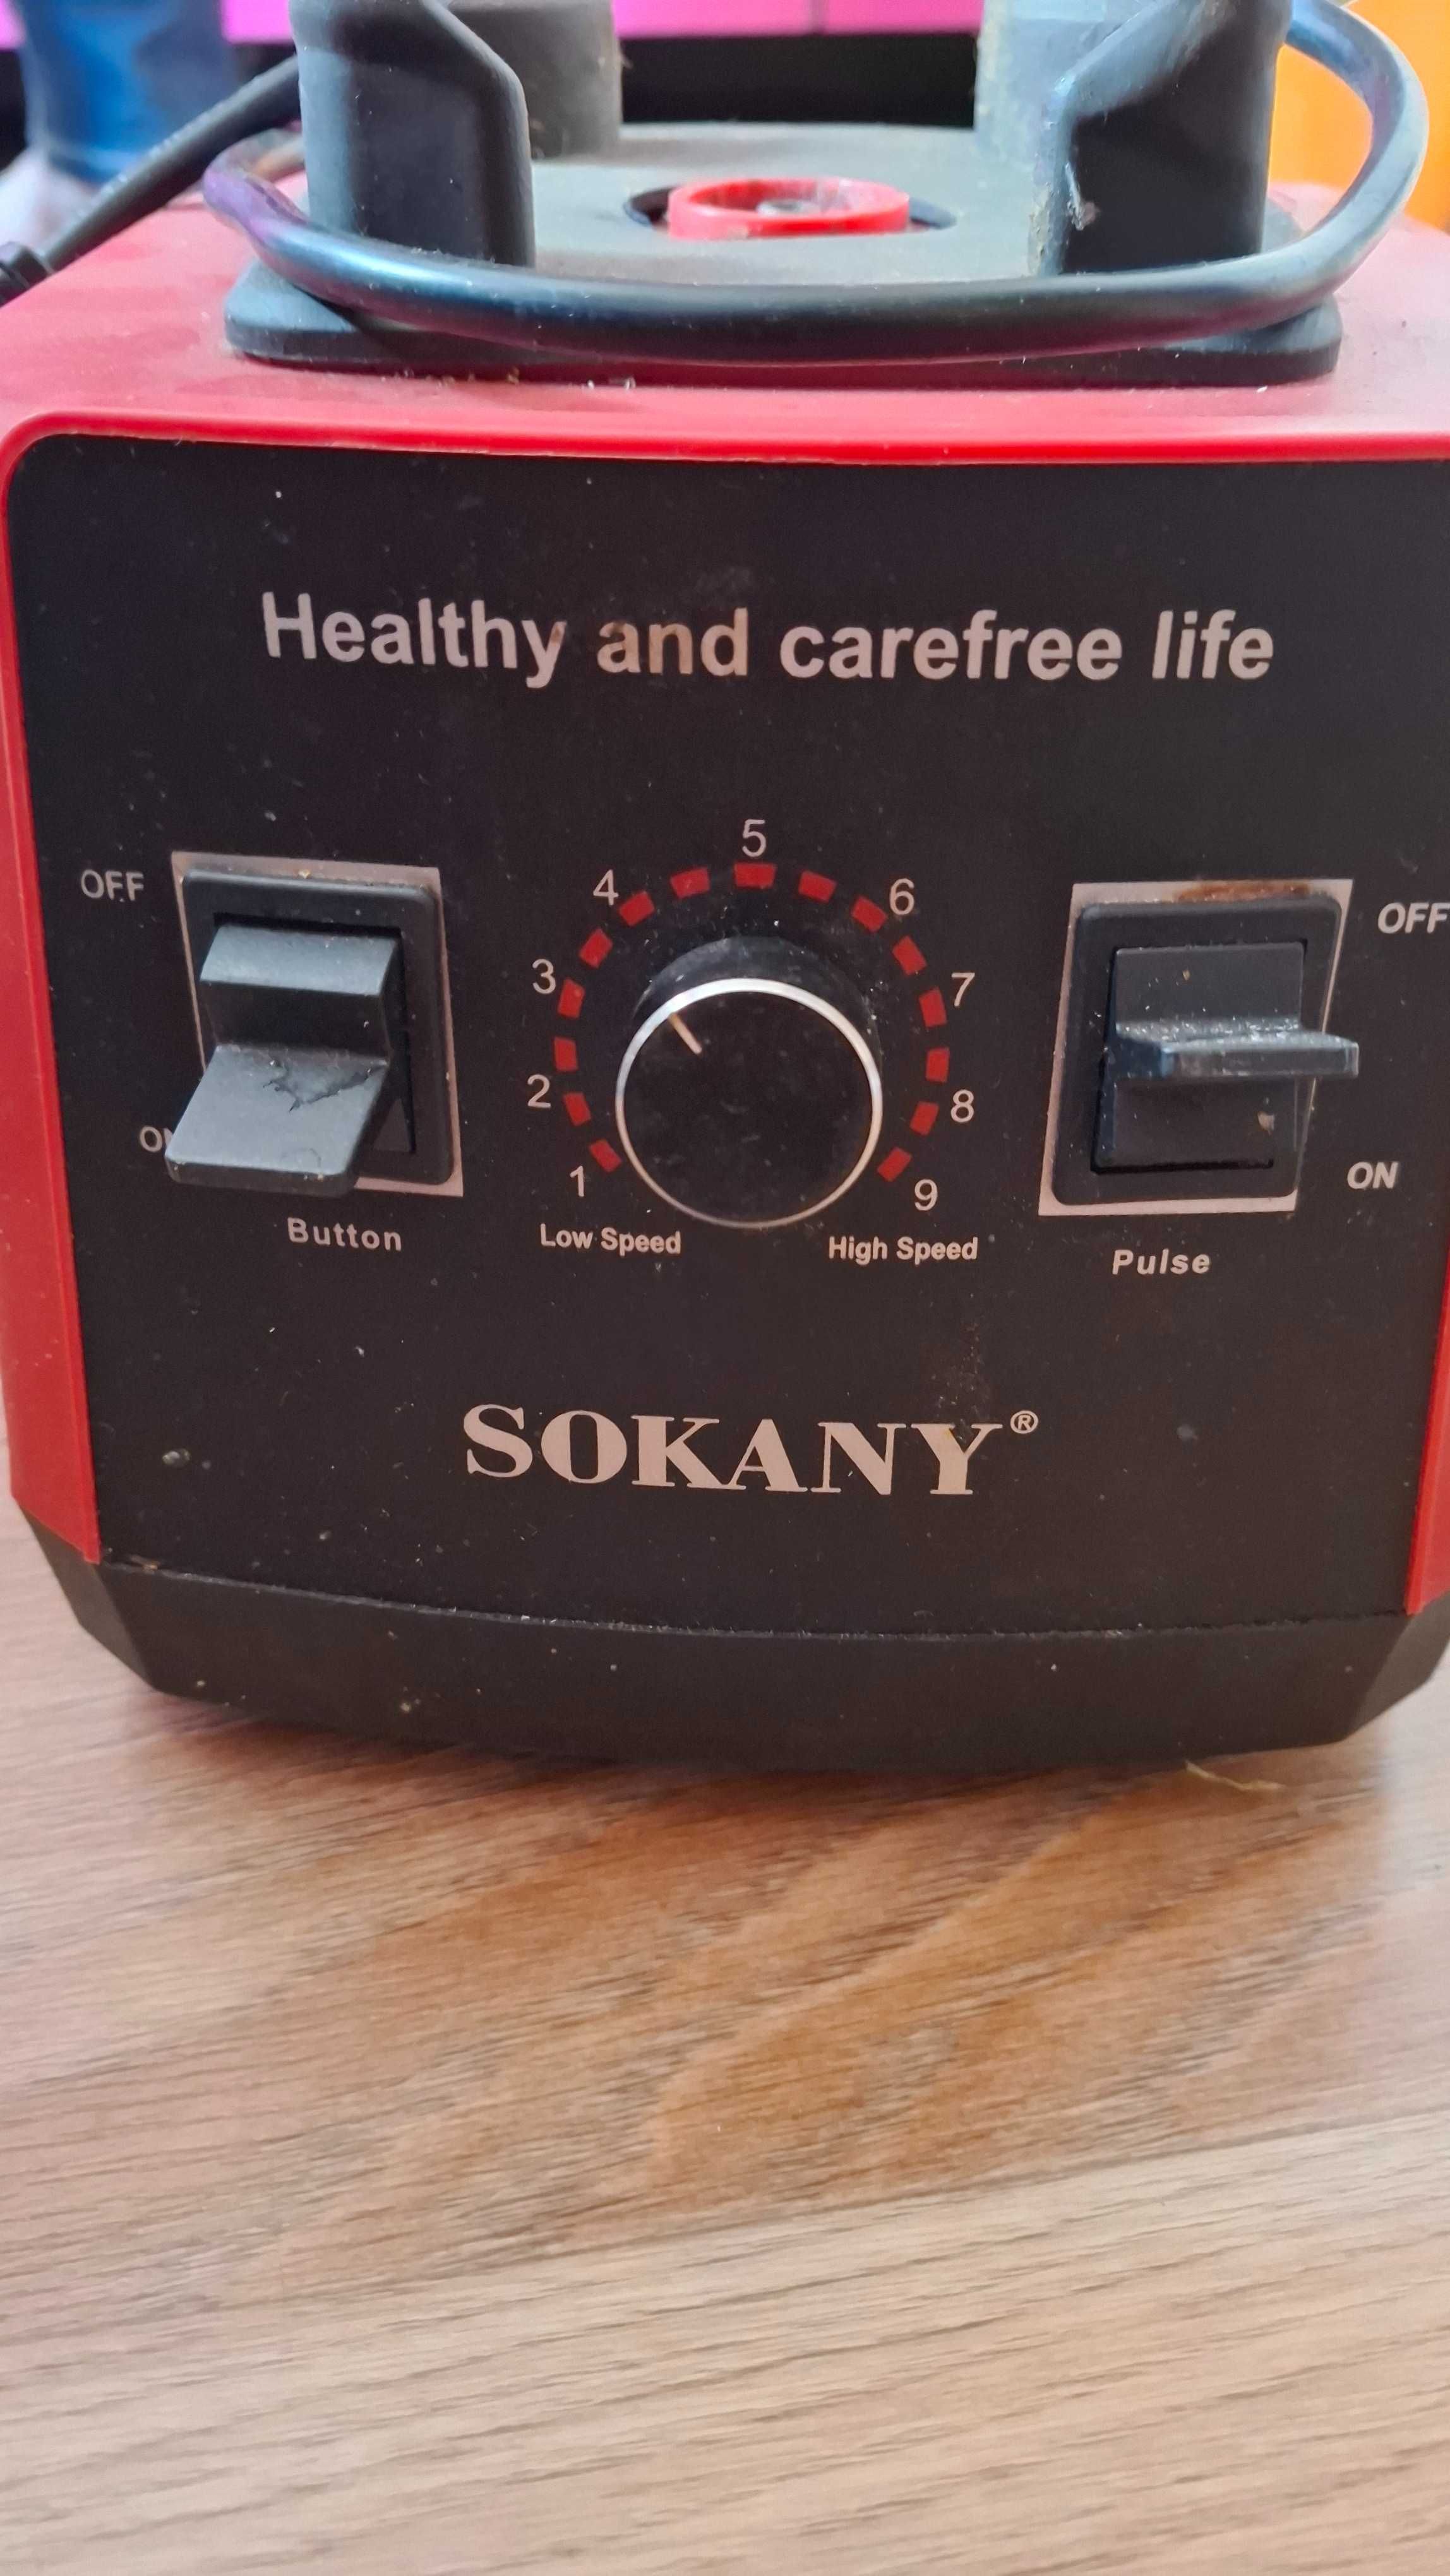 Healthy and carefree life
5
4
6
OFF
OFF
3
7
2
8
ON
1
9
ON
Button
Low Speed
High Speed
Pulse
SOKANY®